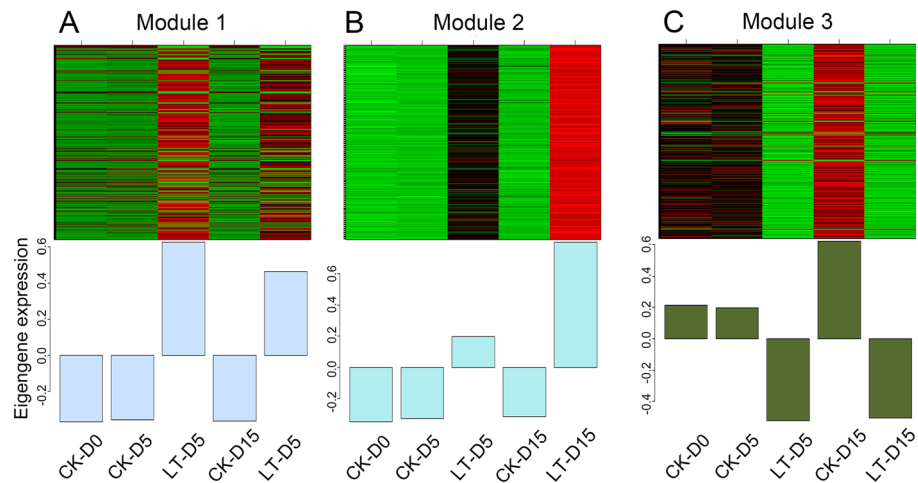 A Module 1
B Module 2
C Module 3
Eigengene expression
0.6
0.4
0.2
0.0
-0.2
0.6
0.4
0.2
0.0
0.6
0.4
0.2
0.0
-0.2
-0.4
CK-D0 CK-D5 LT-D5 CK-D15 LT-D5
CK-D0 CK-D5 LT-D5 CK-D15 LT-D15
CK-D0 CK-D5 LT-D5 CK-D15 LT-D15